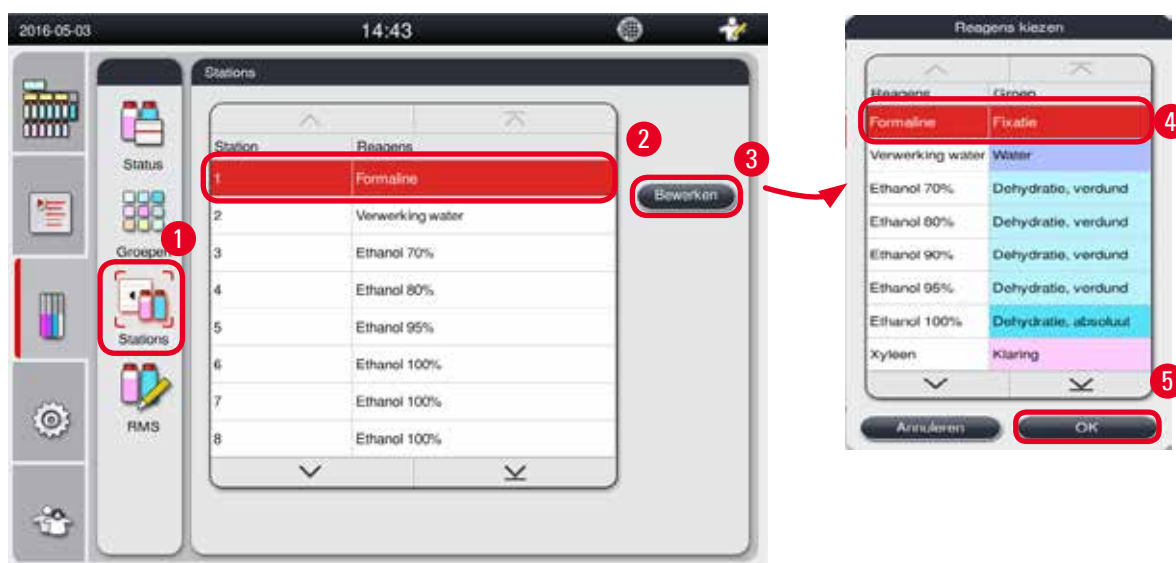 2016-05-03 14:43
Status
Groepen
Stations
RMS
1
Stations
Station Reagens
1 Formaline
2 Verwerking water
3 Ethanol 70%
4 Ethanol 80%
5 Ethanol 95%
6 Ethanol 100%
7 Ethanol 100%
8 Ethanol 100%
2
3
Bewerken
Reagens kiezen
Reagens Groep
Formaline Fixatie
Verwerking water Water
Ethanol 70% Dehydratie, verdund
Ethanol 80% Dehydratie, verdund
Ethanol 90% Dehydratie, verdund
Ethanol 95% Dehydratie, verdund
Ethanol 100% Dehydratie, absoluut
Xyleen Klaring
4
5
Annuleren OK